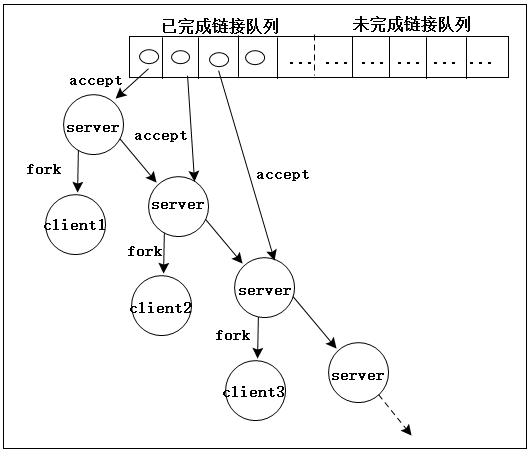 已完成链接队列 未完成链接队列
... ... ... ... ... ...
accept
server
accept
fork
accept
server
client1
fork
server
client2
fork
server
client3